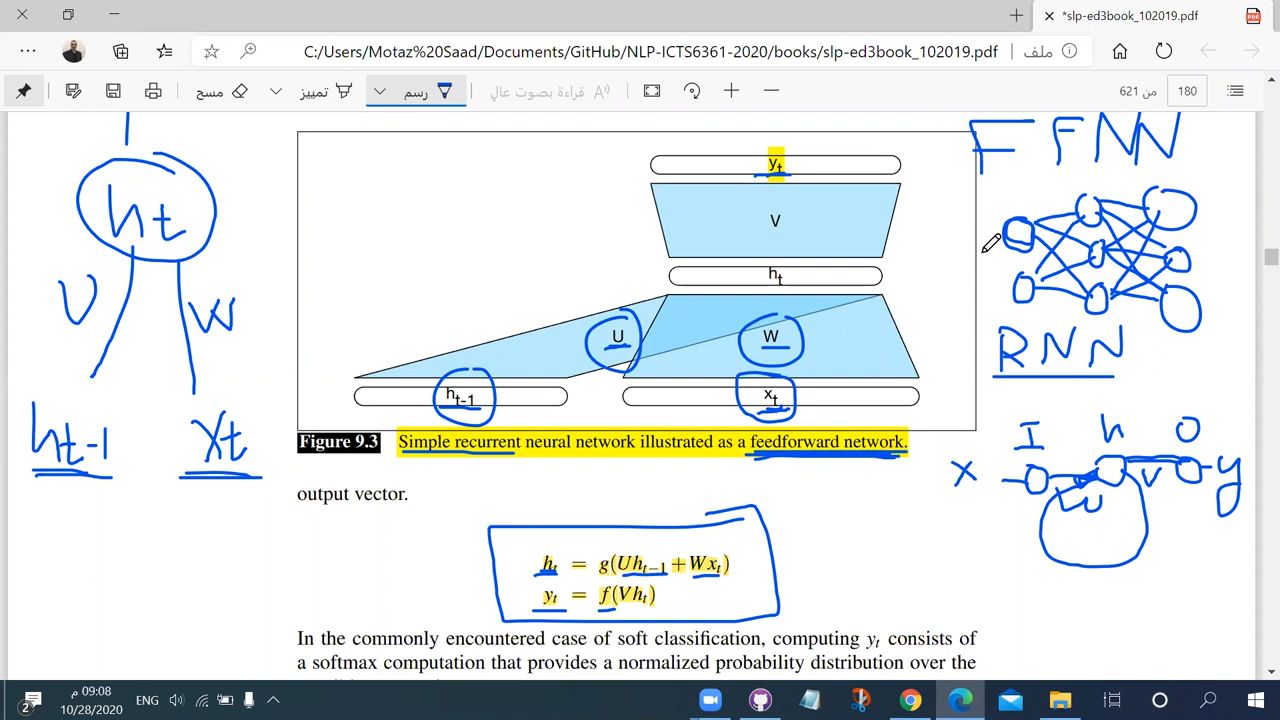 *slp-ed3book_102019.pdf
C:/Users/Motaz%20Saad/Documents/GitHub/NLP-ICTS6361-2020/books/slp-ed3book_102019.pdf
ملف
مسح
تمييز
رسم
قراءة بصوت عالٍ
من 621
180
F FNN
yt
V
ht
ht
U
W
U
W
ht-1
xt
RNN
ht-1
xt
I h O
x
W
V
y
Figure 9.3 Simple recurrent neural network illustrated as a feedforward network.
output vector.
ht = g(Uht−1 + Wxt)
yt = f(Vht)
In the commonly encountered case of soft classification, computing yt consists of
a softmax computation that provides a normalized probability distribution over the
2
09:08 م
10/28/2020
ENG